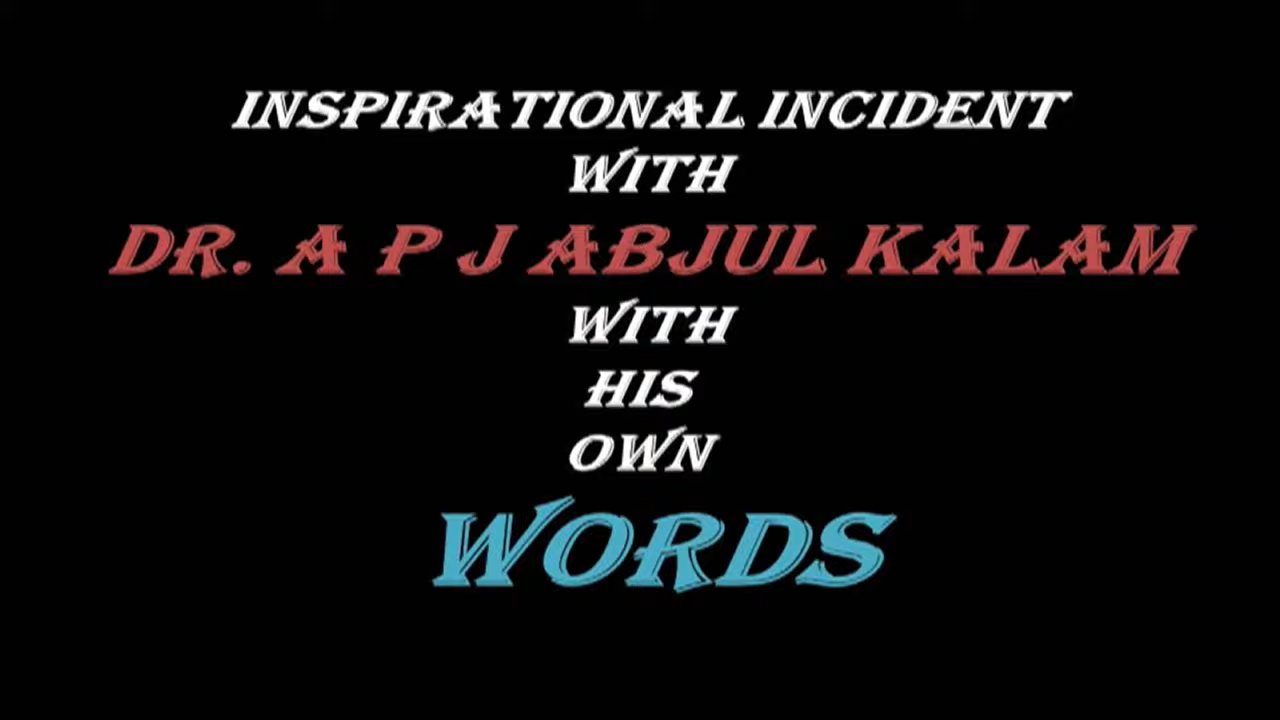 INSPIRATIONAL INCIDENT
WITH
DR. A P J ABJUL KALAM
WITH
HIS
OWN
WORDS